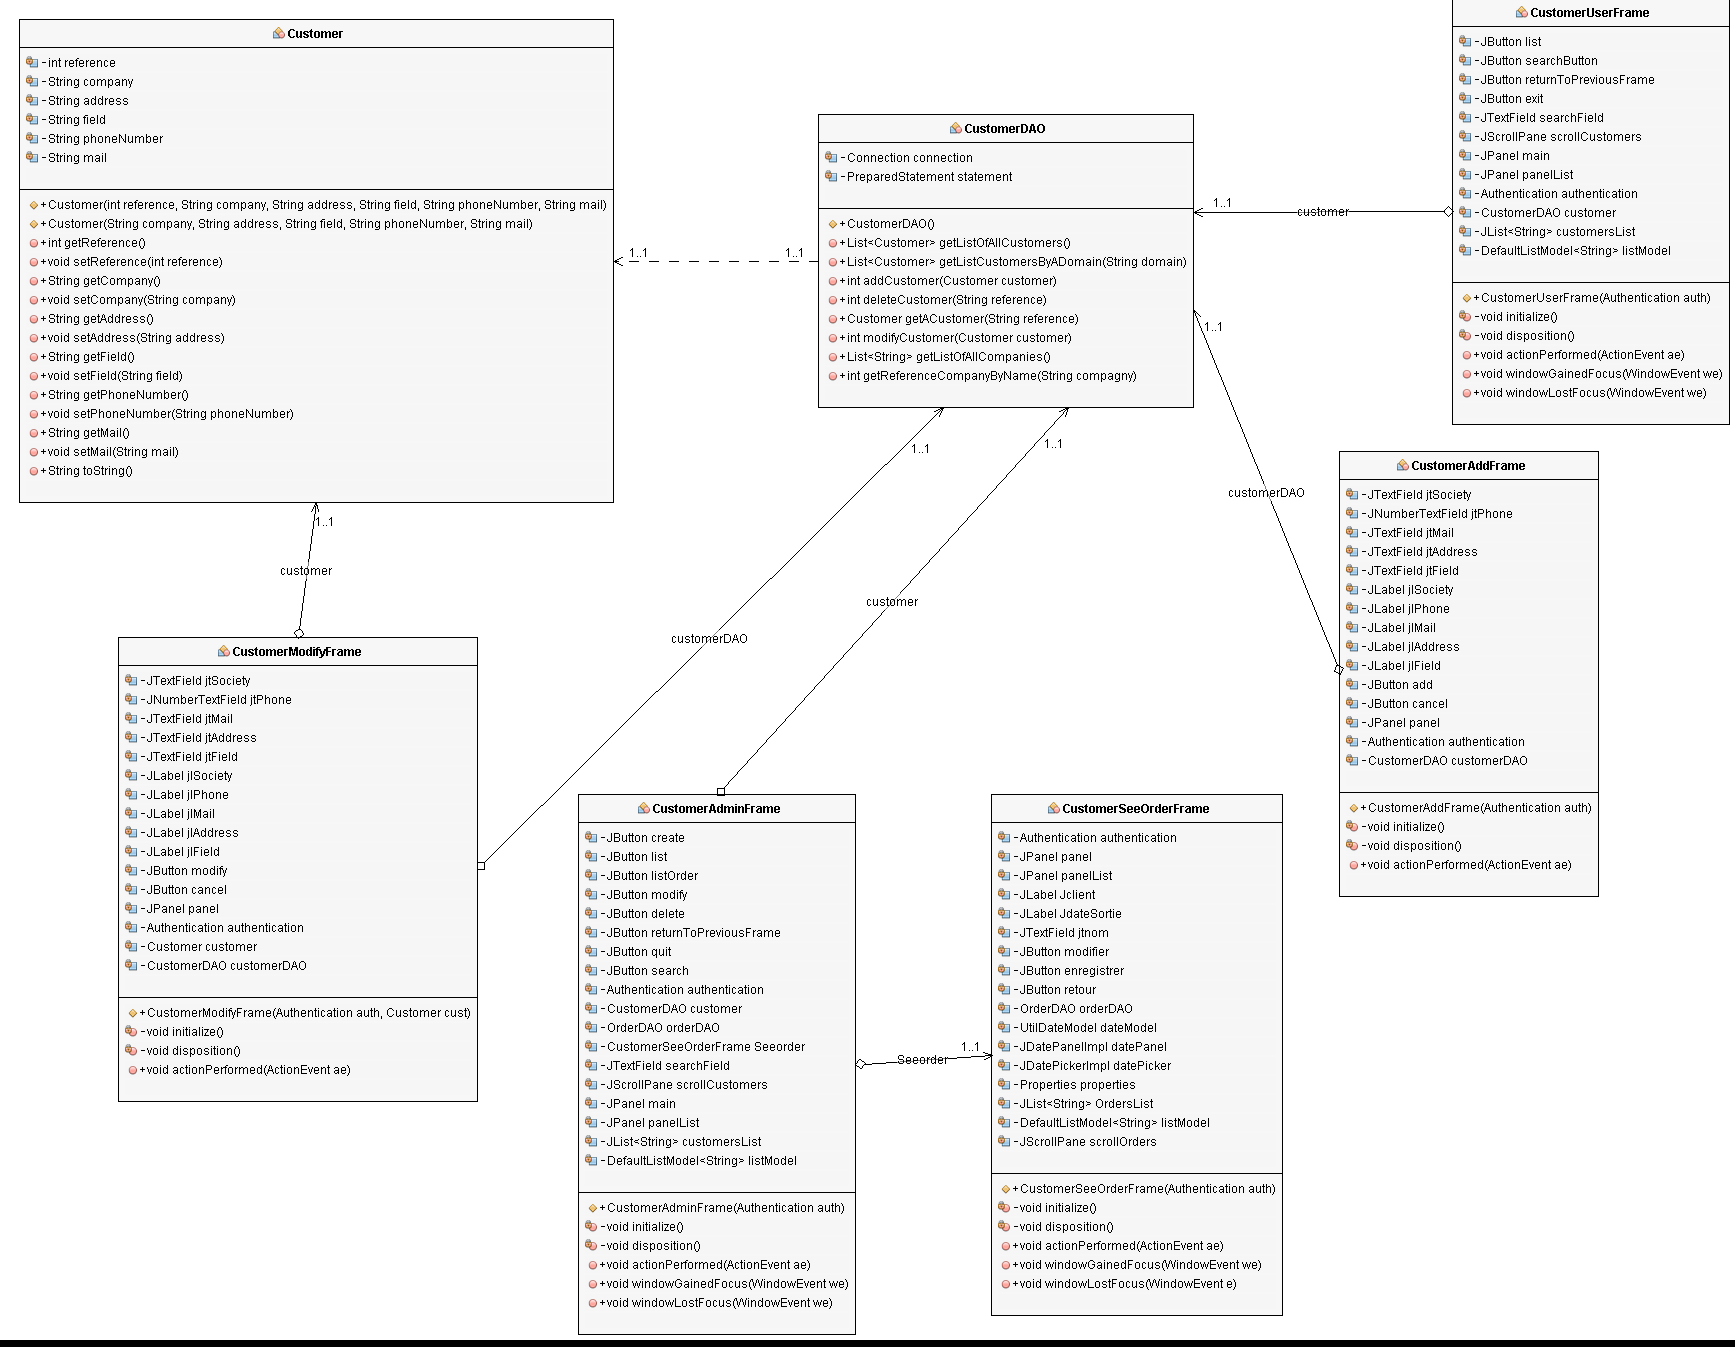 Customer
-int reference
-String company
-String address
-String field
-String phoneNumber
-String mail
+Customer(int reference, String company, String address, String field, String phoneNumber, String mail)
+Customer(String company, String address, String field, String phoneNumber, String mail)
+int getReference()
+void setReference(int reference)
+String getCompany()
+void setCompany(String company)
+String getAddress()
+void setAddress(String address)
+String getField()
+void setField(String field)
+String getPhoneNumber()
+void setPhoneNumber(String phoneNumber)
+String getMail()
+void setMail(String mail)
+String toString()
1..1
1..1
CustomerDAO
-Connection connection
-PreparedStatement statement
+CustomerDAO()
+List<Customer> getListOfAllCustomers()
+List<Customer> getListCustomersByADomain(String domain)
+int addCustomer(Customer customer)
+int deleteCustomer(String reference)
+Customer getACustomer(String reference)
+int modifyCustomer(Customer customer)
+List<String> getListOfAllCompanies()
+int getReferenceCompanyByName(String compagny)
1..1
customer
1..1
customerDAO
1..1
customerDAO
1..1
customer
1..1
customer
CustomerUserFrame
-JButton list
-JButton searchButton
-JButton returnToPreviousFrame
-JButton exit
-JTextField searchField
-JScrollPane scrollCustomers
-JPanel main
-JPanel panelList
-Authentication authentication
-CustomerDAO customer
-JList<String> customersList
-DefaultListModel<String> listModel
+CustomerUserFrame(Authentication auth)
-void initialize()
-void disposition()
+void actionPerformed(ActionEvent ae)
+void windowGainedFocus(WindowEvent we)
+void windowLostFocus(WindowEvent we)
CustomerAddFrame
-JTextField jtSociety
-JNumberTextField jtPhone
-JTextField jtMail
-JTextField jtAddress
-JTextField jtField
-JLabel jlSociety
-JLabel jlPhone
-JLabel jlMail
-JLabel jlAddress
-JLabel jlField
-JButton add
-JButton cancel
-JPanel panel
-Authentication authentication
-CustomerDAO customerDAO
+CustomerAddFrame(Authentication auth)
-void initialize()
-void disposition()
+void actionPerformed(ActionEvent ae)
CustomerModifyFrame
-JTextField jtSociety
-JNumberTextField jtPhone
-JTextField jtMail
-JTextField jtAddress
-JTextField jtField
-JLabel jlSociety
-JLabel jlPhone
-JLabel jlMail
-JLabel jlAddress
-JLabel jlField
-JButton modify
-JButton cancel
-JPanel panel
-Authentication authentication
-Customer customer
-CustomerDAO customerDAO
+CustomerModifyFrame(Authentication auth, Customer cust)
-void initialize()
-void disposition()
+void actionPerformed(ActionEvent ae)
CustomerAdminFrame
-JButton create
-JButton list
-JButton listOrder
-JButton modify
-JButton delete
-JButton returnToPreviousFrame
-JButton quit
-JButton search
-Authentication authentication
-CustomerDAO customer
-OrderDAO orderDAO
-CustomerSeeOrderFrame Seeorder
-JTextField searchField
-JScrollPane scrollCustomers
-JPanel main
-JPanel panelList
-JList<String> customersList
-DefaultListModel<String> listModel
+CustomerAdminFrame(Authentication auth)
-void initialize()
-void disposition()
+void actionPerformed(ActionEvent ae)
+void windowGainedFocus(WindowEvent we)
+void windowLostFocus(WindowEvent we)
Seeorder
1..1
CustomerSeeOrderFrame
-Authentication authentication
-JPanel panel
-JPanel panelList
-JLabel Jclient
-JLabel JdateSortie
-JTextField jtnom
-JButton modifier
-JButton enregistrer
-JButton retour
-OrderDAO orderDAO
-UtilDateModel dateModel
-JDatePanelImpl datePanel
-JDatePickerImpl datePicker
-Properties properties
-JList<String> OrdersList
-DefaultListModel<String> listModel
-JScrollPane scrollOrders
+CustomerSeeOrderFrame(Authentication auth)
-void initialize()
-void disposition()
+void actionPerformed(ActionEvent ae)
+void windowGainedFocus(WindowEvent we)
+void windowLostFocus(WindowEvent e)